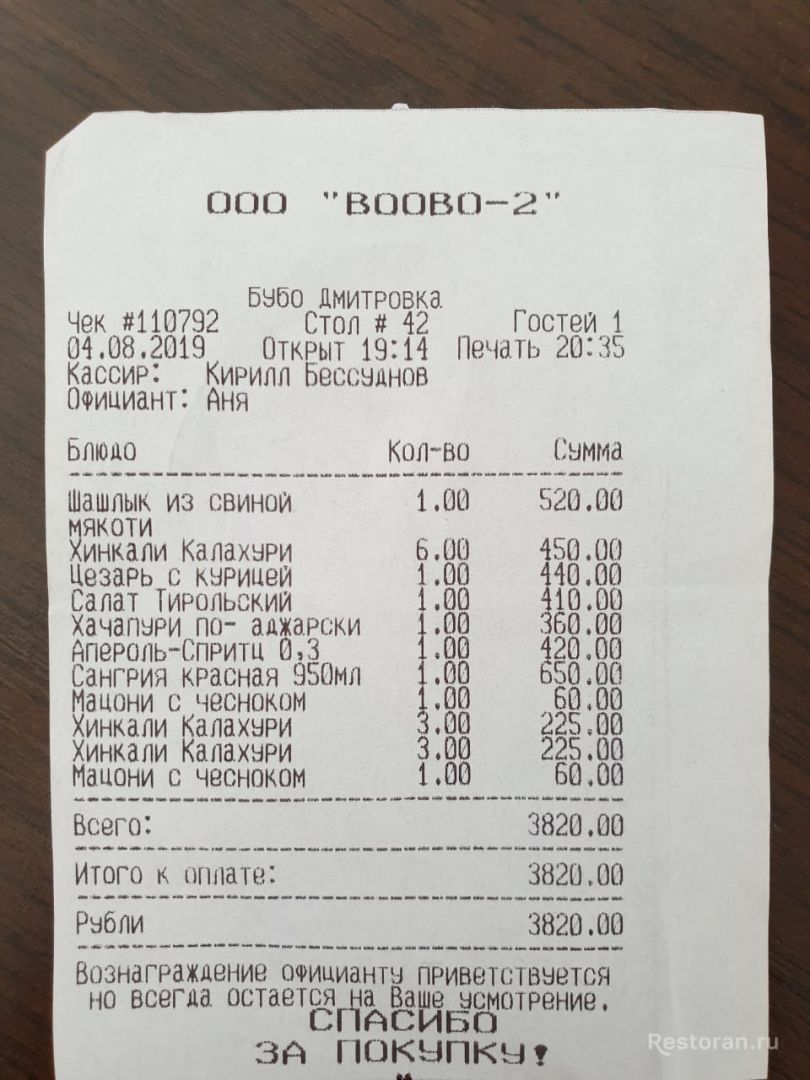 ООО "ВООВО-2"
Бубо Дмитровка
Чек #110792 Стол # 42 Гостей 1
04.08.2019 Открыт 19:14 Печать 20:35
Кассир: Кирилл Бессуднов
Официант: Аня
Блюдо Кол-во Сумма
Шашлык из свиной 1.00 520.00
мякоти
Хинкали Калахури 6.00 450.00
Цезарь с курицей 1.00 440.00
Салат Тирольский 1.00 410.00
Хачапури по- аджарски 1.00 360.00
Апероль-Спритц 0,3 1.00 420.00
Сангрия красная 950мл 1.00 650.00
Мацони с чесноком 1.00 60.00
Хинкали Калахури 3.00 225.00
Хинкали Калахури 3.00 225.00
Мацони с чесноком 1.00 60.00
Всего: 3820.00
Итого к оплате: 3820.00
Рубли 3820.00
Вознаграждение официанту приветствуется
но всегда остается на Ваше усмотрение.
СПАСИБО
ЗА ПОКУПКУ!
Restoran.ru